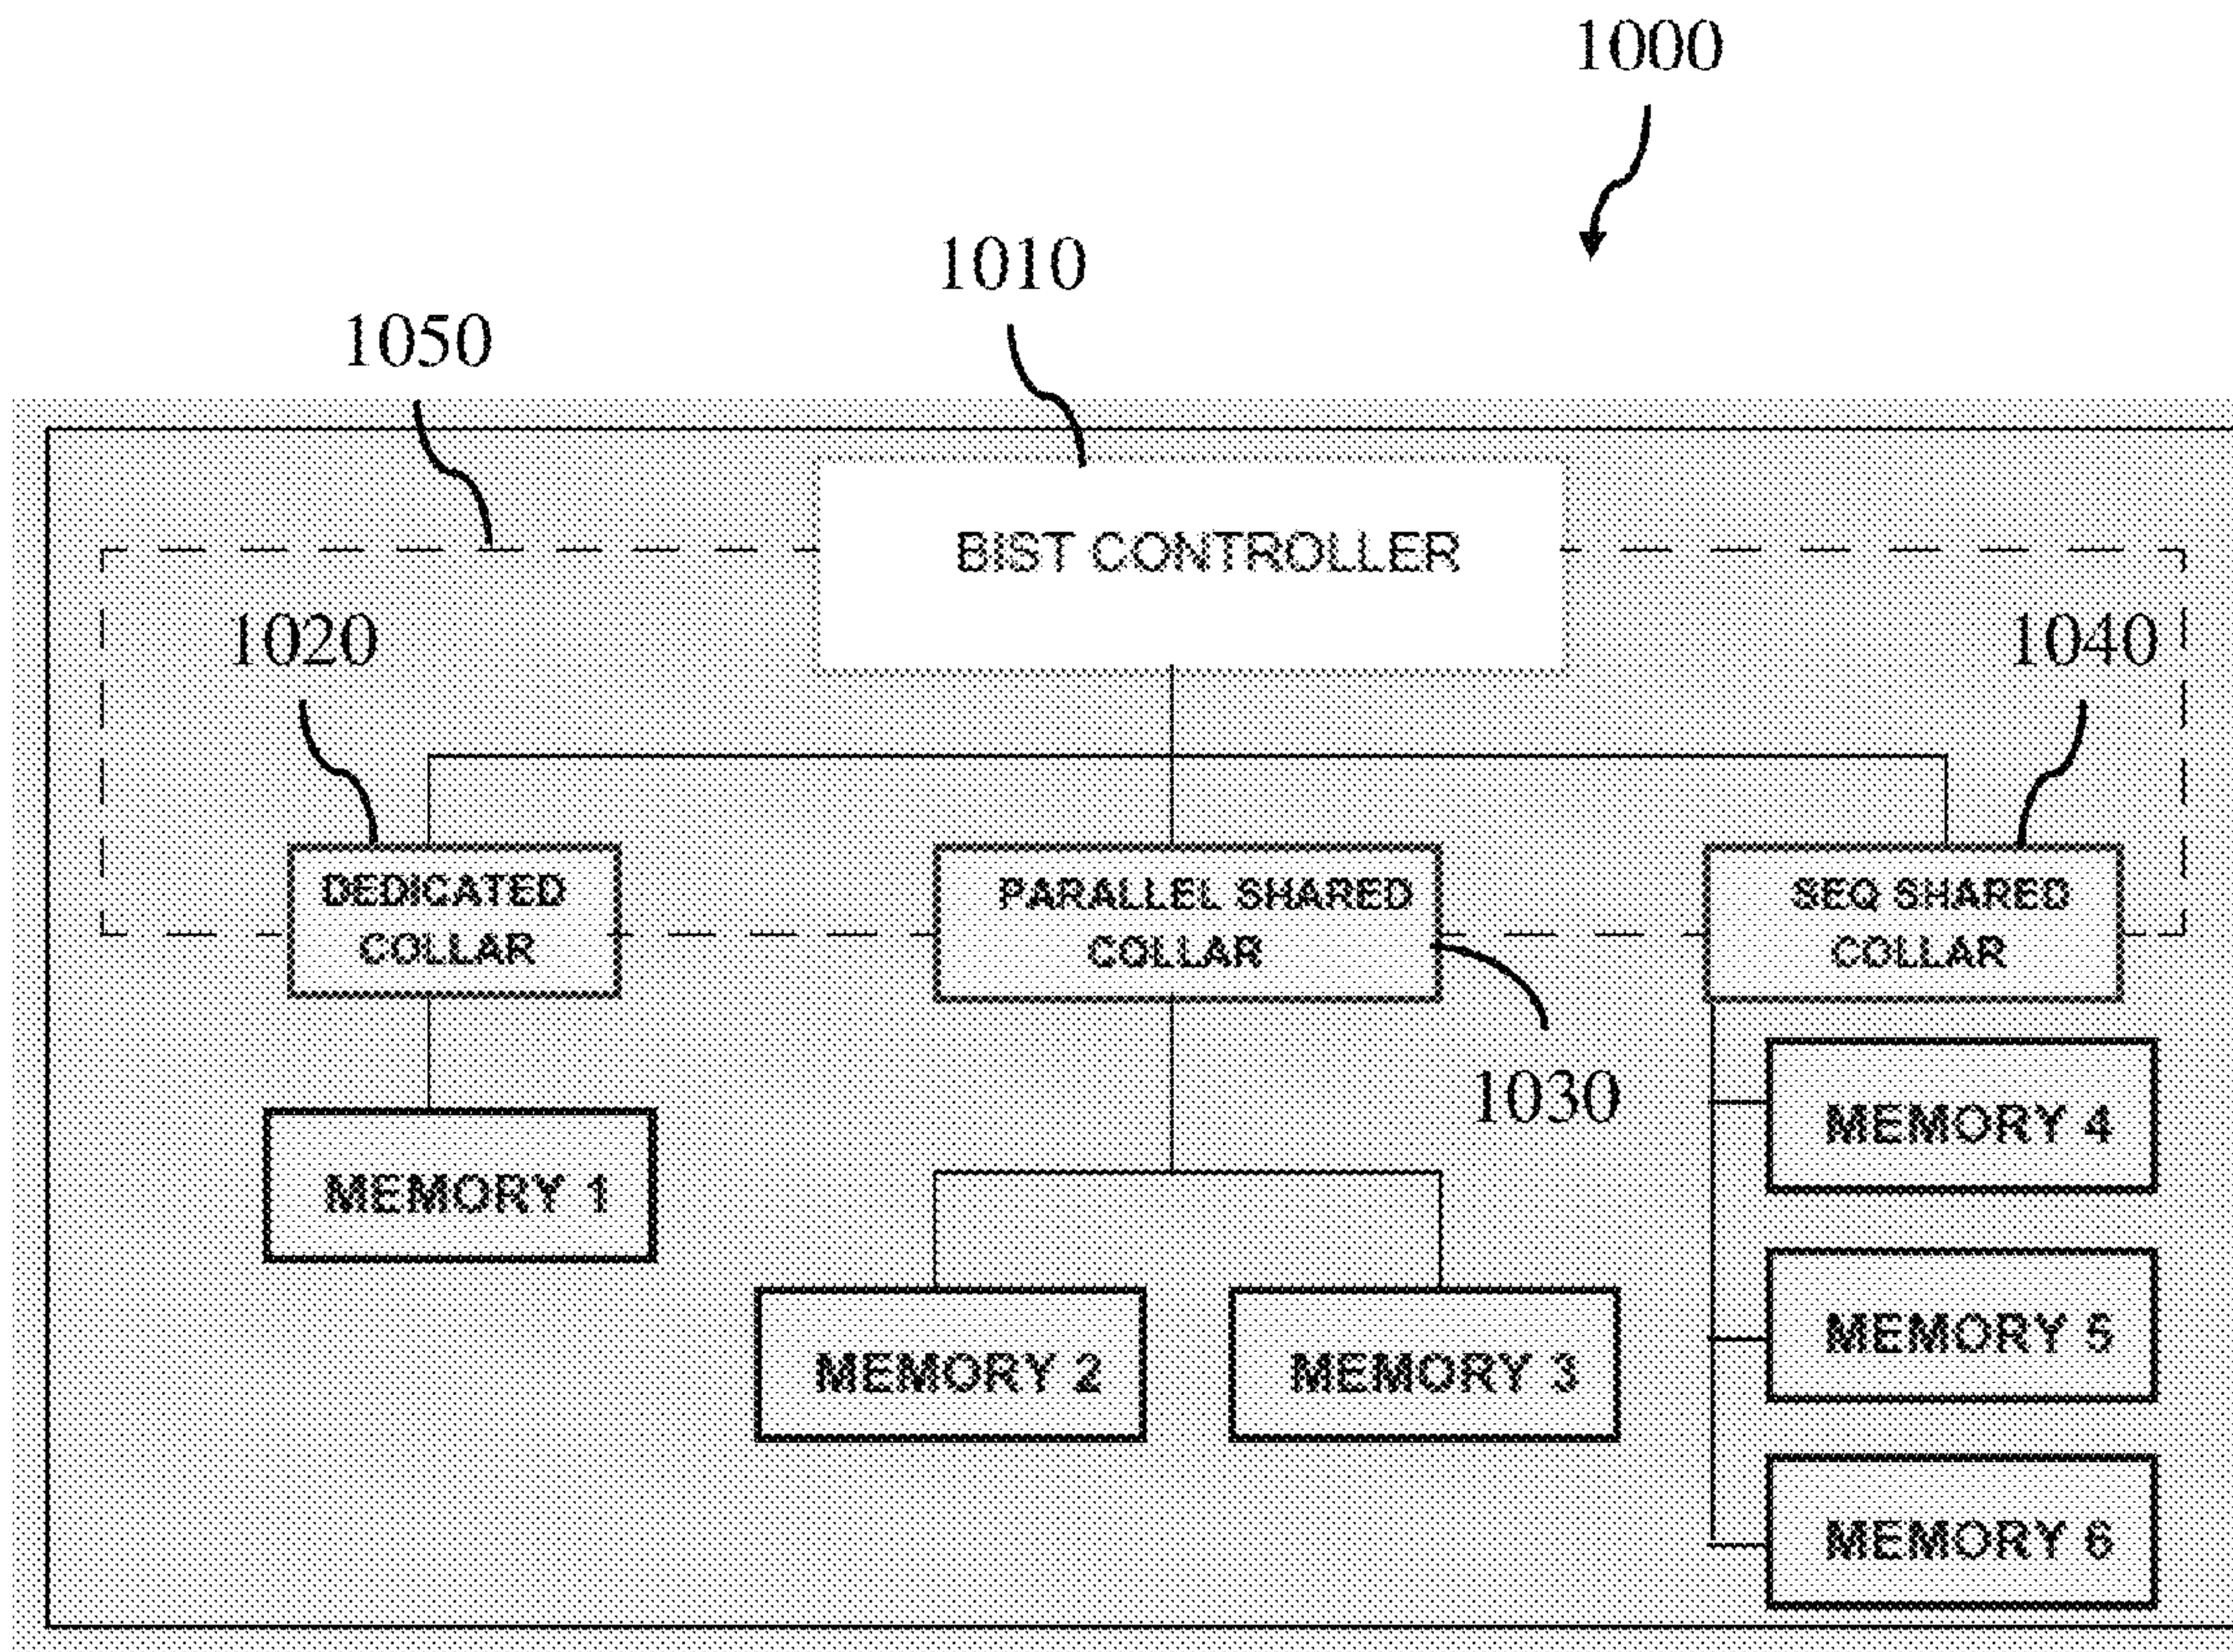 1000
1010
1050
BIST CONTROLLER
1020
1040
DEDICATED
COLLAR
PARALLEL SHARED
COLLAR
SEQ SHARED
COLLAR
1030
MEMORY 1
MEMORY 2
MEMORY 3
MEMORY 4
MEMORY 5
MEMORY 6